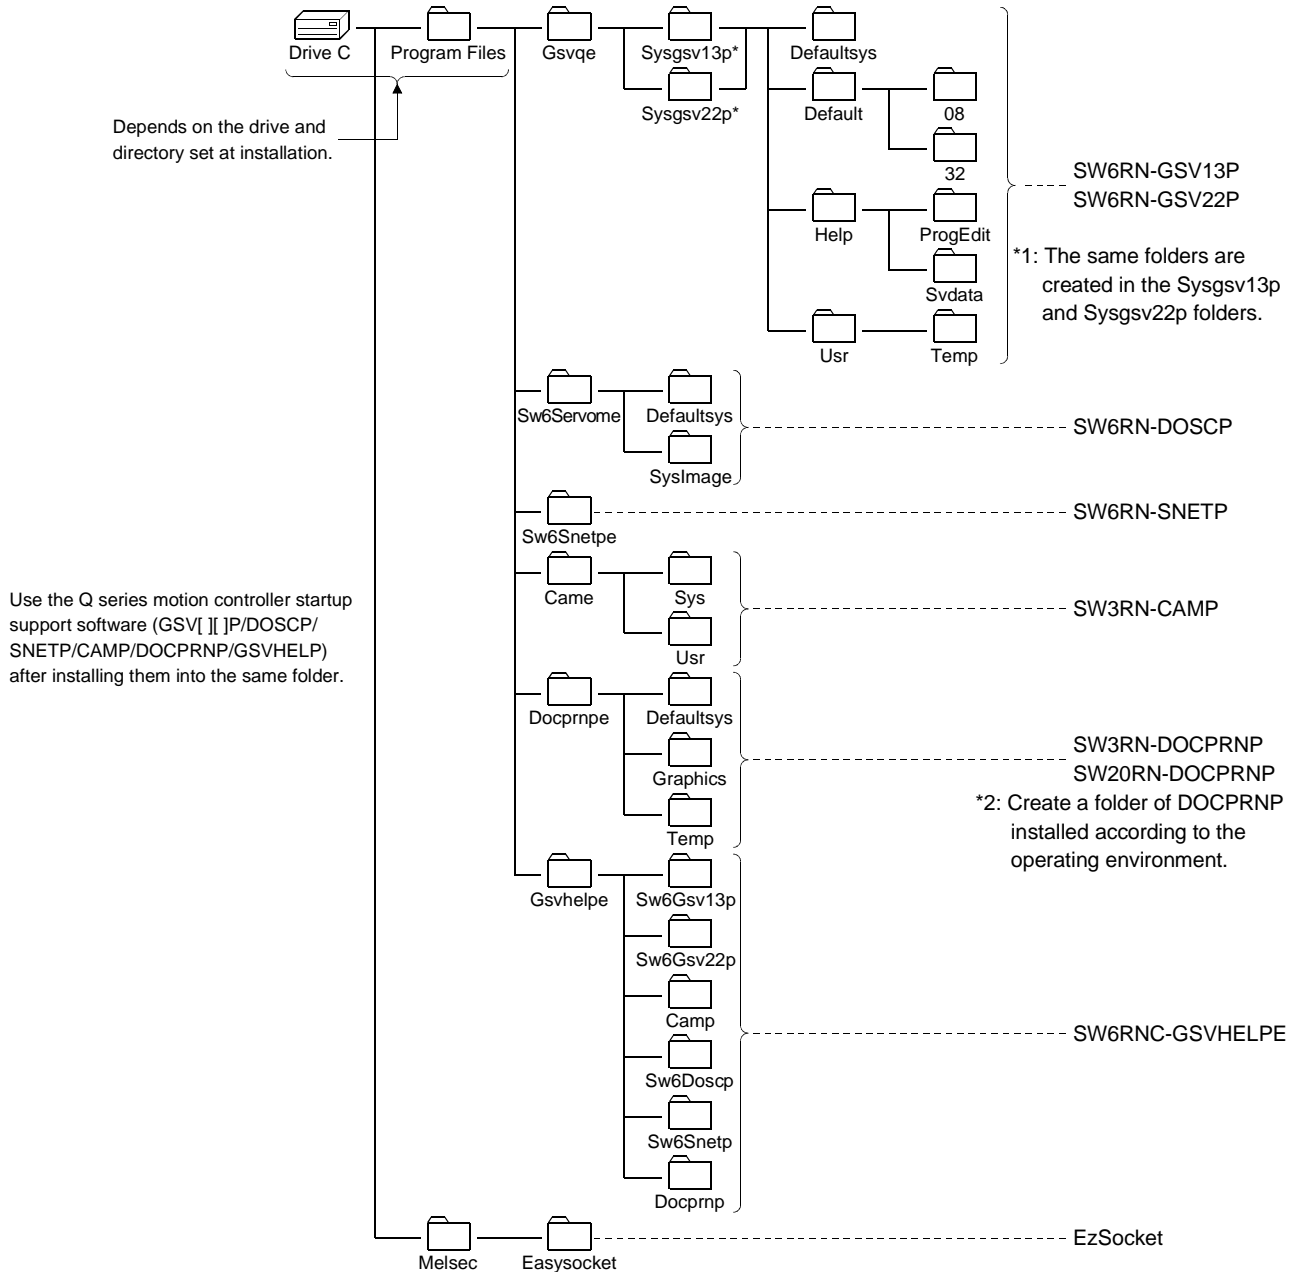 Drive C
Program Files
Gsvqe
Sysgsv13p*
Defaultsys
Sysgsv22p*
Default
08
Depends on the drive and
directory set at installation.
32
SW6RN-GSV13P
SW6RN-GSV22P
Help
ProgEdit
*1: The same folders are
created in the Sysgsv13p
and Sysgsv22p folders.
Svdata
Usr
Temp
Sw6Servome
Defaultsys
SW6RN-DOSCP
SysImage
SW6RN-SNETP
Sw6Snetpe
Came
Sys
SW3RN-CAMP
Use the Q series motion controller startup
support software (GSV[ ][ ]P/DOSCP/
SNETP/CAMP/DOCPRNP/GSVHELP)
after installing them into the same folder.
Usr
Docprnpe
Defaultsys
SW3RN-DOCPRNP
SW20RN-DOCPRNP
Graphics
*2: Create a folder of DOCPRNP
installed according to the
operating environment.
Temp
Gsvhelpe
Sw6Gsv13p
Sw6Gsv22p
Camp
SW6RNC-GSVHELPE
Sw6Doscp
Sw6Snetp
Docprnp
EzSocket
Melsec
Easysocket